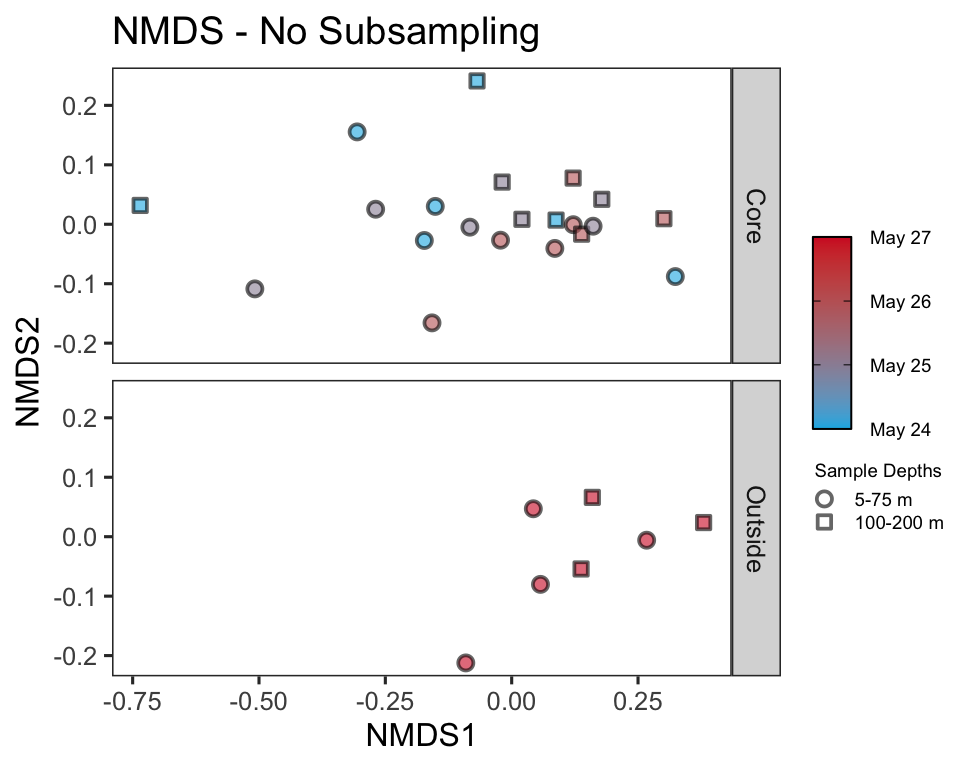 NMDS - No Subsampling
NMDS2
0.2
0.1
0.0
-0.1
-0.2
Core
0.2
0.1
0.0
-0.1
-0.2
Outside
-0.75
-0.50
-0.25
0.00
0.25
NMDS1
May 27
May 26
May 25
May 24
Sample Depths
5-75 m
100-200 m